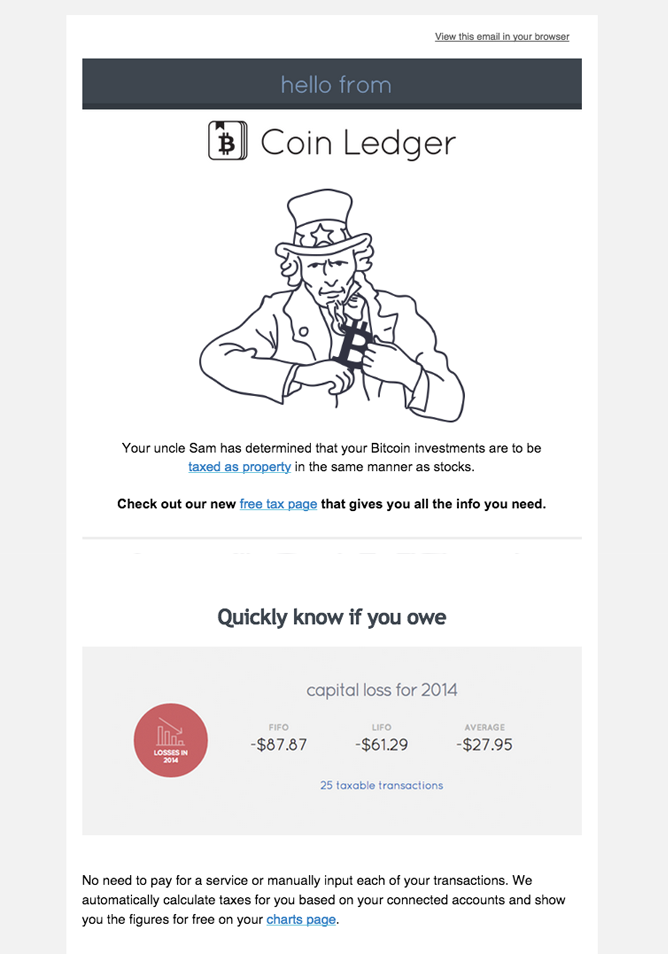 View this email in your browser
hello from
Coin Ledger
Your uncle Sam has determined that your Bitcoin investments are to be
taxed as property in the same manner as stocks.
Check out our new free tax page that gives you all the info you need.
Quickly know if you owe
capital loss for 2014
FIFO LIFO AVERAGE
-$87.87 -$61.29 -$27.95
LOSSES IN
2014
25 taxable transactions
No need to pay for a service or manually input each of your transactions. We
automatically calculate taxes for you based on your connected accounts and show
you the figures for free on your charts page.